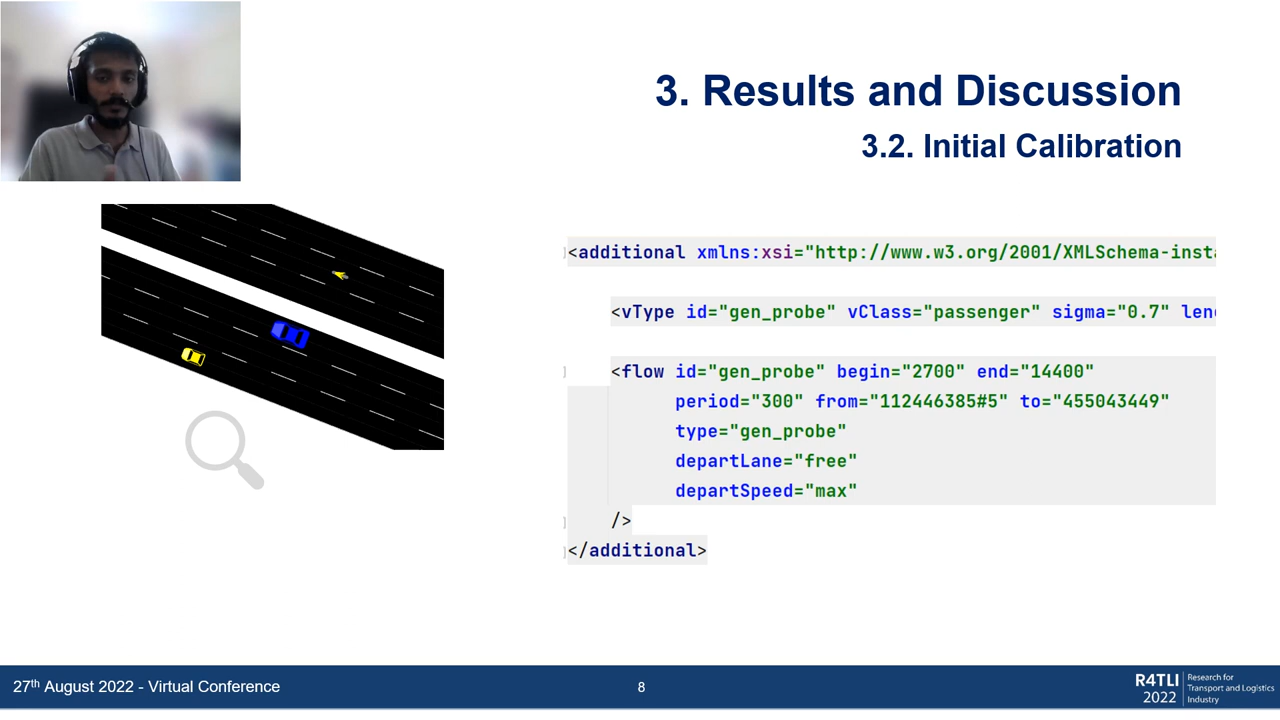 3. Results and Discussion
3.2. Initial Calibration
<additional xmlns:xsi="http://www.w3.org/2001/XMLSchema-insta
<vType id="gen_probe" vClass="passenger" sigma="0.7" len
<flow id="gen_probe" begin="2700" end="14400"
period="300" from="112446385#5" to="455043449"
type="gen_probe"
departLane="free"
departSpeed="max"
/>
</additional>
27th August 2022 - Virtual Conference
8
R4TLI
2022
Research for
Transport and Logistics
Industry